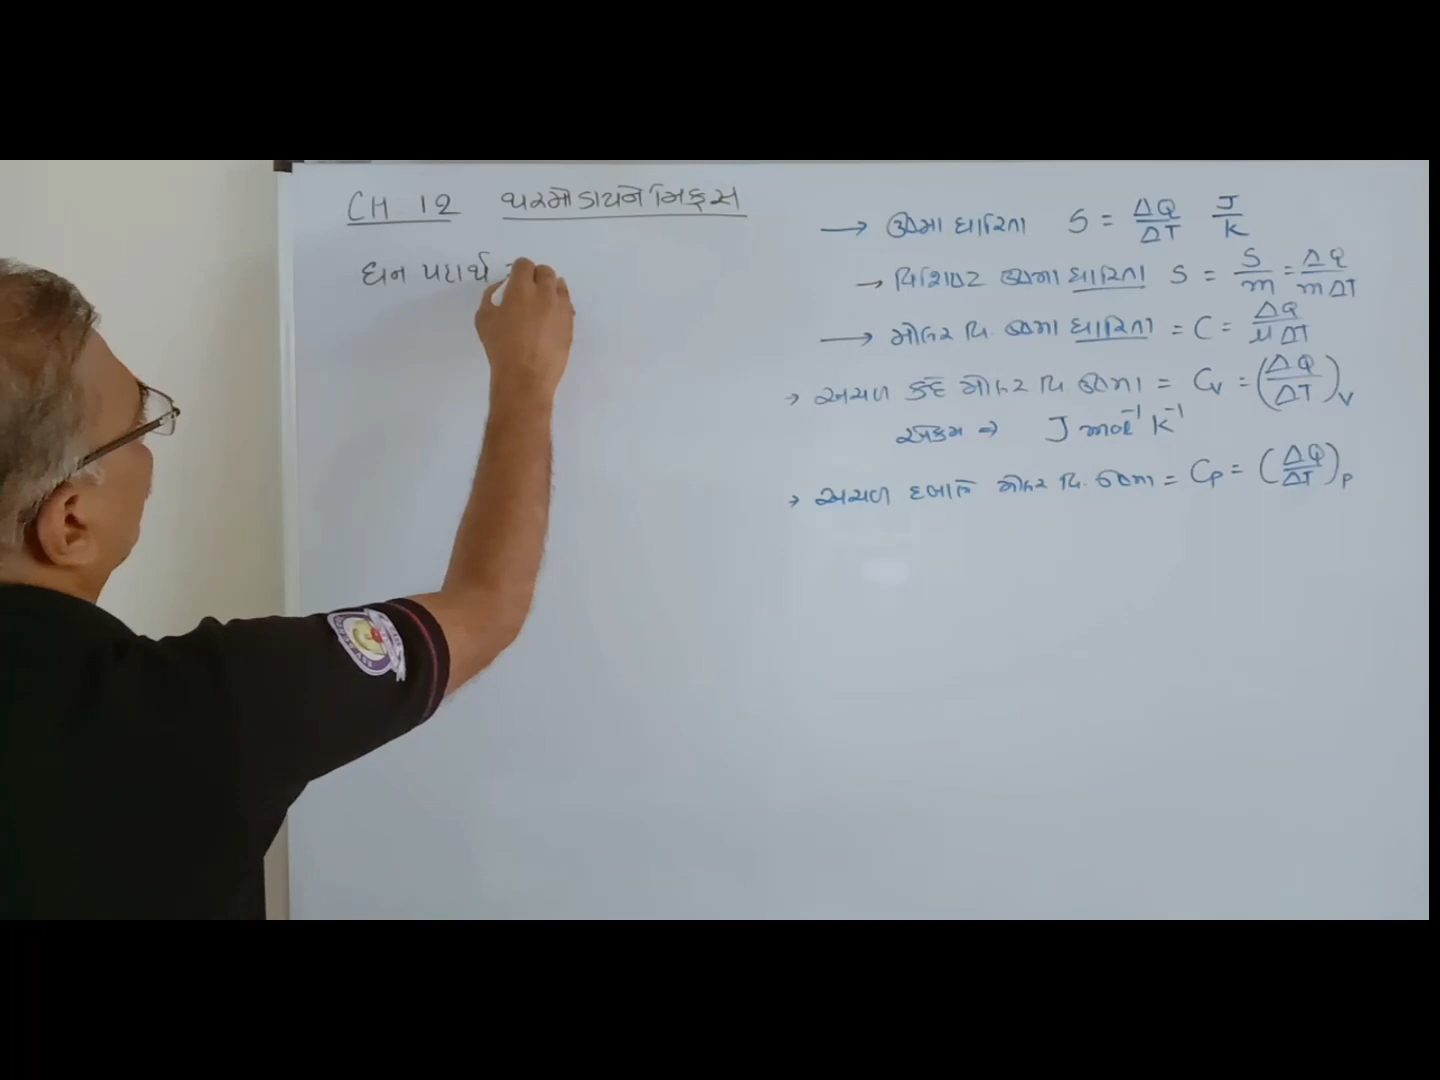 CH 12 થરમોડાયનેમિક્સ
ઘન પદાર્થ
→ ઉષ્મા ધારિતા S = ΔQ/ΔT J/K
→ વિશિષ્ટ ઉષ્મા ધારિતા S = S/m = ΔQ/mΔT
→ મોલર વિ. ઉષ્મા ધારિતા = C = ΔQ/μΔT
→ અચળ કદે મોલર વિ ઉષ્મા = Cv = (ΔQ/ΔT)v
એકમ ⇒ J mol⁻¹ K⁻¹
→ અચળ દબાણે મોલર વિ. ઉષ્મા = Cp = (ΔQ/ΔT)p